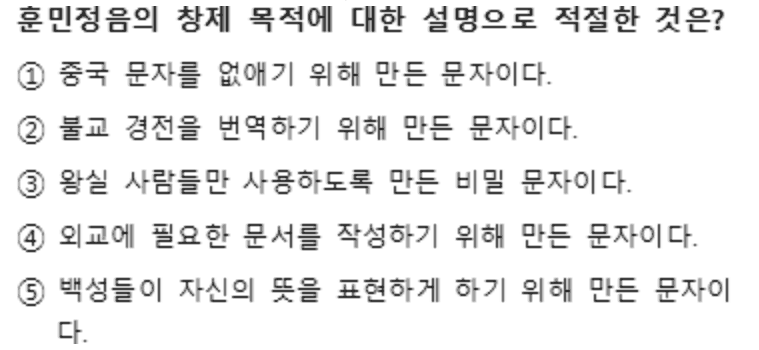 훈민정음의 창제 목적에 대한 설명으로 적절한 것은?
① 중국 문자를 없애기 위해 만든 문자이다.
② 불교 경전을 번역하기 위해 만든 문자이다.
③ 왕실 사람들만 사용하도록 만든 비밀 문자이다.
④ 외교에 필요한 문서를 작성하기 위해 만든 문자이다.
⑤ 백성들이 자신의 뜻을 표현하게 하기 위해 만든 문자이
다.